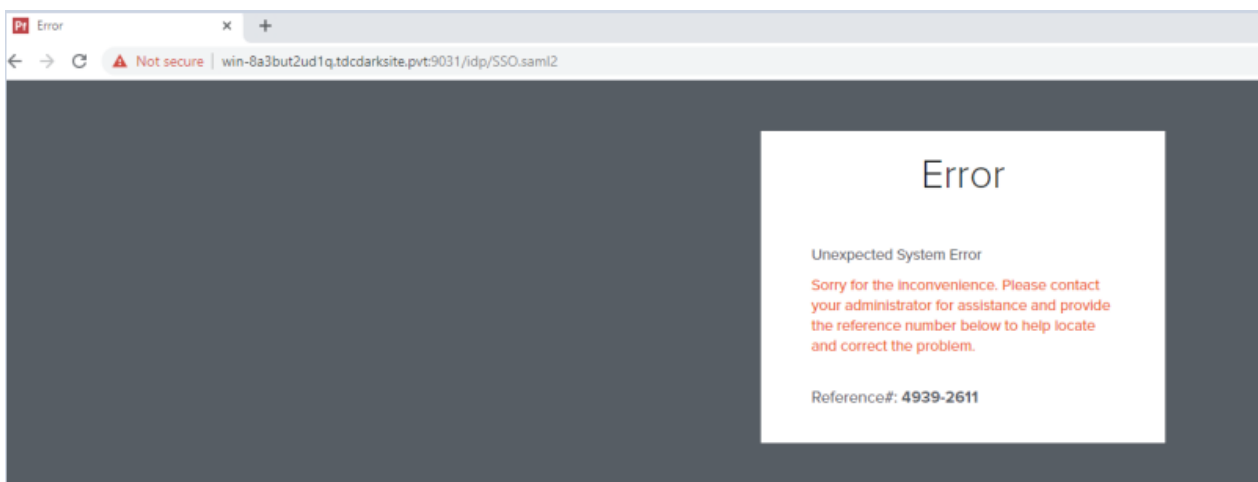 Pf Error
Not secure | win-8a3but2ud1q.tdcdarksite.pvt:9031/idp/SSO.saml2
Error
Unexpected System Error
Sorry for the inconvenience. Please contact
your administrator for assistance and provide
the reference number below to help locate
and correct the problem.
Reference#: 4939-2611